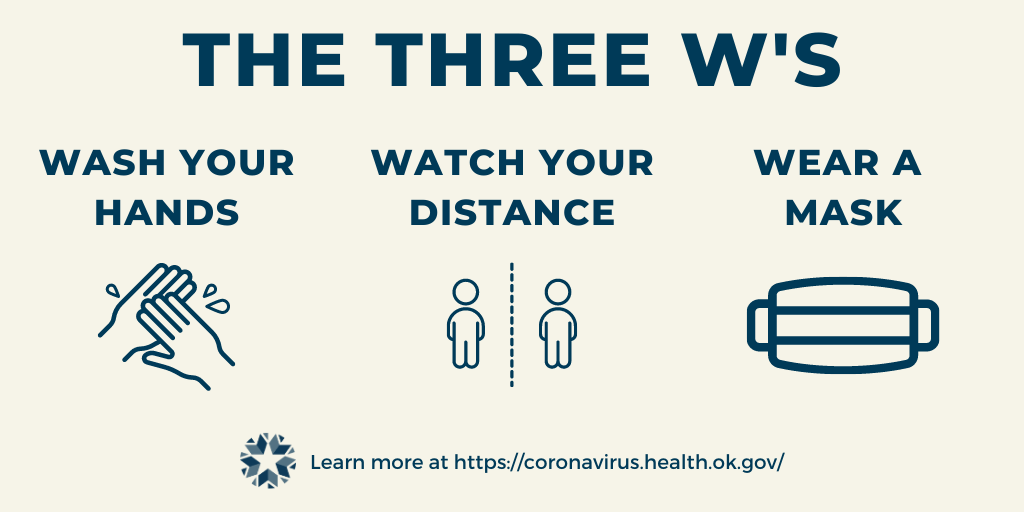 THE THREE W'S
WASH YOUR
HANDS
WATCH YOUR
DISTANCE
WEAR A
MASK
Learn more at https://coronavirus.health.ok.gov/